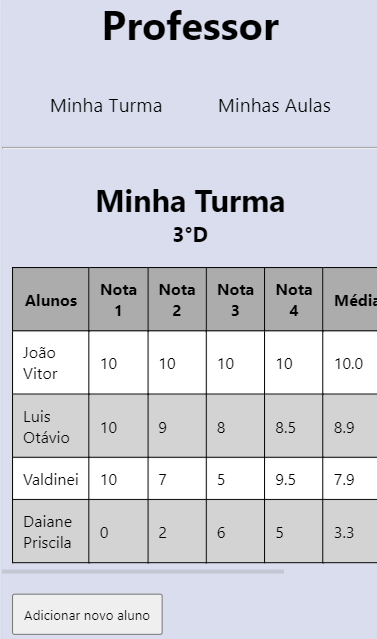 Professor
Minha Turma Minhas Aulas
Minha Turma
3°D
Alunos Nota 1 Nota 2 Nota 3 Nota 4 Média
João Vitor 10 10 10 10 10.0
Luis Otávio 10 9 8 8.5 8.9
Valdinei 10 7 5 9.5 7.9
Daiane Priscila 0 2 6 5 3.3
Adicionar novo aluno